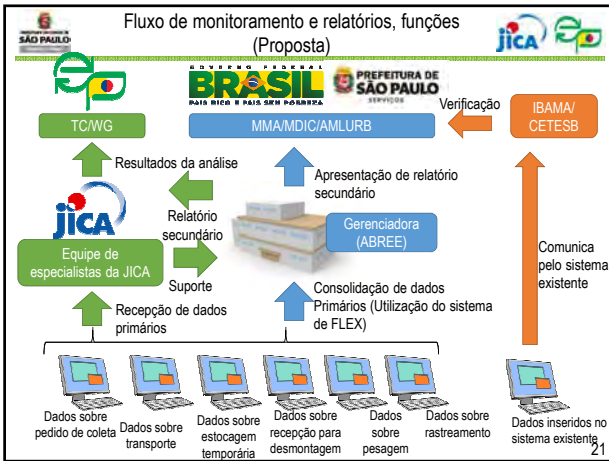 Fluxo de monitoramento e relatórios, funções
(Proposta)
SÃO PAULO
JICA
GOVERNO FEDERAL
BRASIL
PAÍS RICO É PAÍS SEM POBREZA
PREFEITURA DE
SÃO PAULO
SERVIÇOS
Verificação
IBAMA/
CETESB
TC/WG
MMA/MDIC/AMLURB
Resultados da análise
Apresentação de relatório
secundário
JICA
Relatório
secundário
Gerenciadora
(ABREE)
Equipe de
especialistas da JICA
Suporte
Comunica
pelo sistema
existente
Recepção de dados
primários
Consolidação de dados
Primários (Utilização do sistema
de FLEX)
Dados sobre
pedido de coleta
Dados sobre
transporte
Dados sobre
estocagem
temporária
Dados sobre
recepção para
desmontagem
Dados
sobre
pesagem
Dados sobre
rastreamento
Dados inseridos no
sistema existente
21